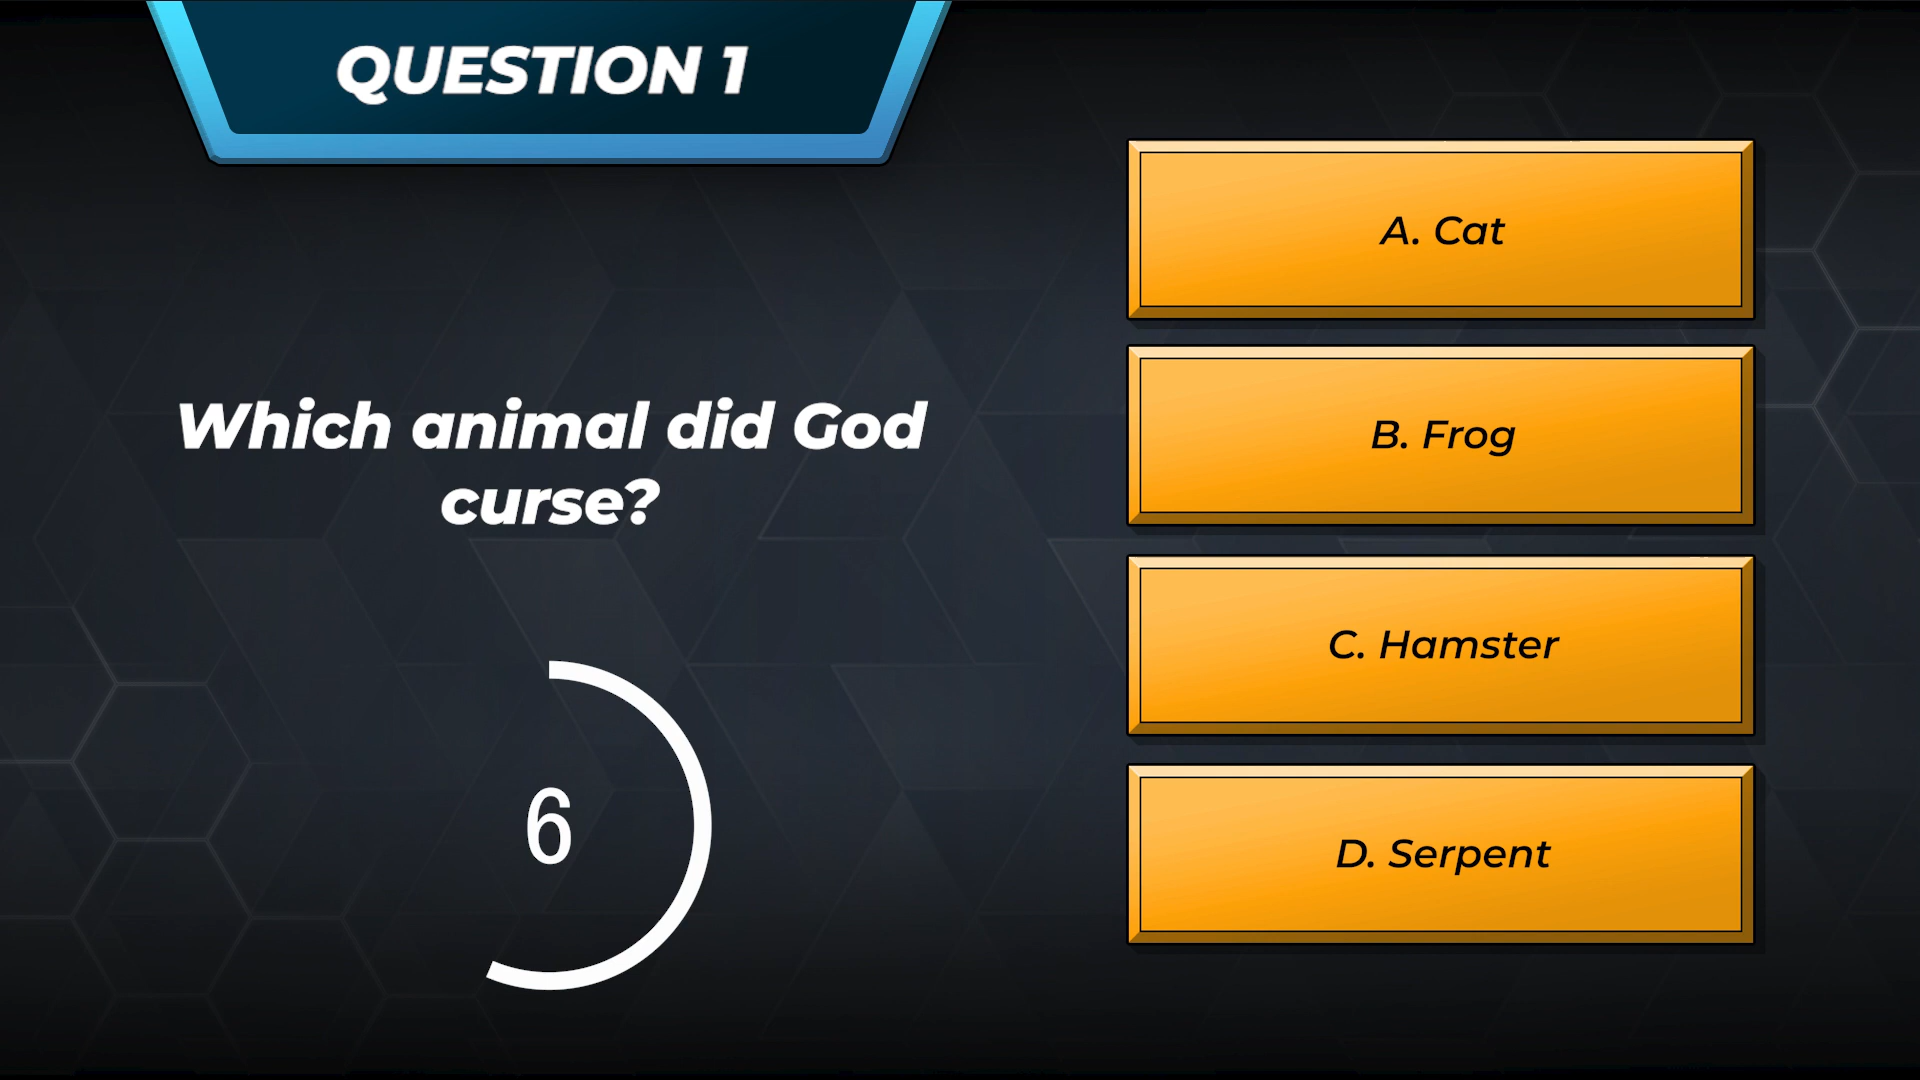 QUESTION 1
Which animal did God
curse?
6
A. Cat
B. Frog
C. Hamster
D. Serpent